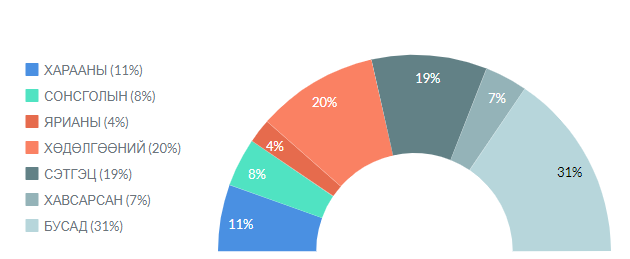 ХАРААНЫ (11%)
СОНСГОЛЫН (8%)
ЯРИАНЫ (4%)
ХӨДӨЛГӨӨНИЙ (20%)
СЭТГЭЦ (19%)
ХАВСАРСАН (7%)
БУСАД (31%)
11%
8%
4%
20%
19%
7%
31%